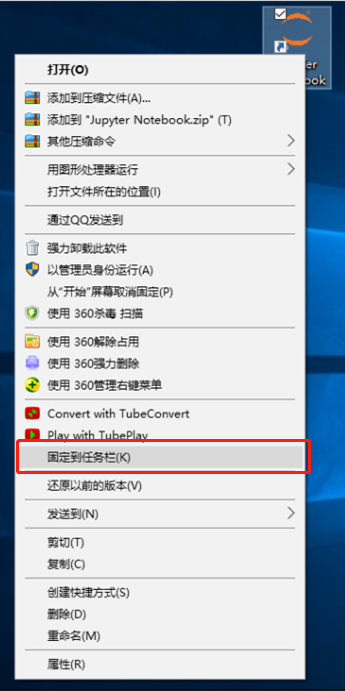 ter
ook
打开(O)
添加到压缩文件(A)...
添加到 "Jupyter Notebook.zip" (T)
其他压缩命令
用图形处理器运行
打开文件所在的位置(I)
通过QQ发送到
强力卸载此软件
以管理员身份运行(A)
从"开始"屏幕取消固定(P)
使用 360杀毒 扫描
使用 360解除占用
使用 360强力删除
使用 360管理右键菜单
Convert with TubeConvert
Play with TubePlay
固定到任务栏(K)
还原以前的版本(V)
发送到(N)
剪切(T)
复制(C)
创建快捷方式(S)
删除(D)
重命名(M)
属性(R)